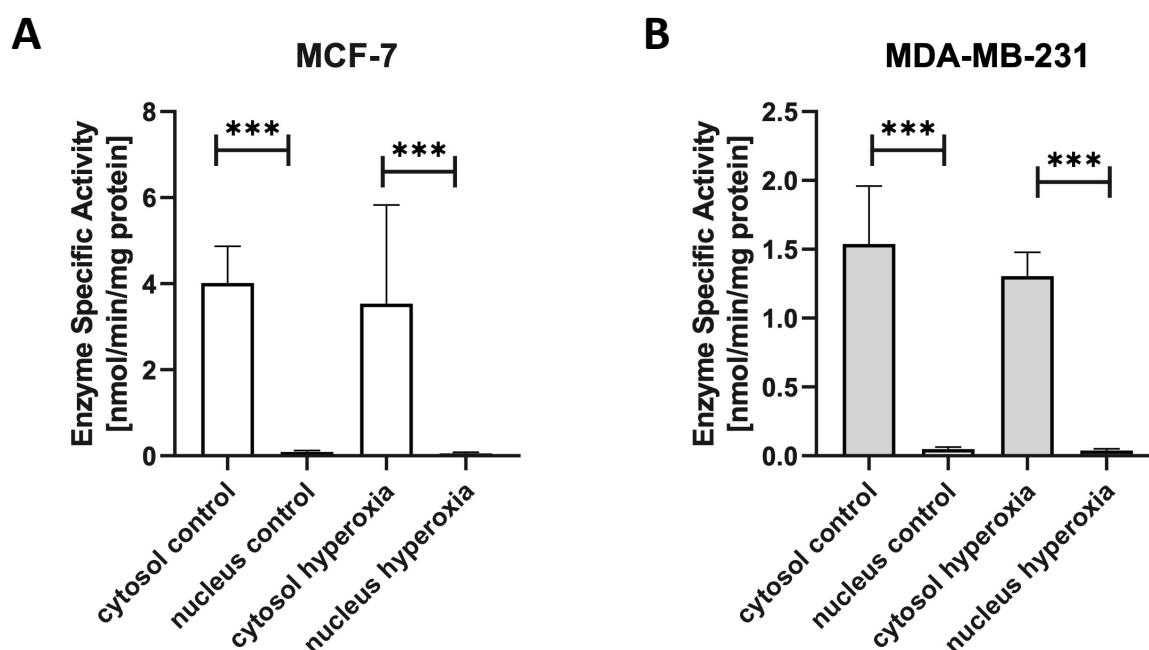 A
MCF-7
Enzyme Specific Activity
[nmol/min/mg protein]
8
6
4
2
0
***
***
cytosol control
nucleus control
cytosol hyperoxia
nucleus hyperoxia
B
MDA-MB-231
Enzyme Specific Activity
[nmol/min/mg protein]
2.5
2.0
1.5
1.0
0.5
0.0
***
***
cytosol control
nucleus control
cytosol hyperoxia
nucleus hyperoxia